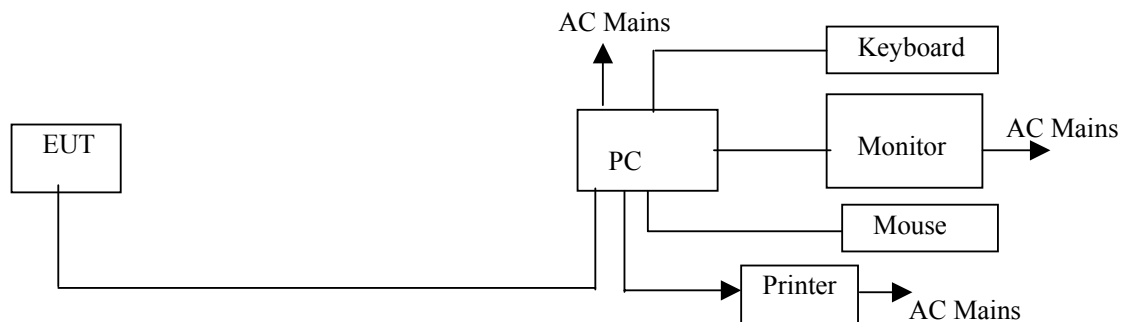 AC Mains
Keyboard
EUT
PC
Monitor
AC Mains
Mouse
Printer
AC Mains